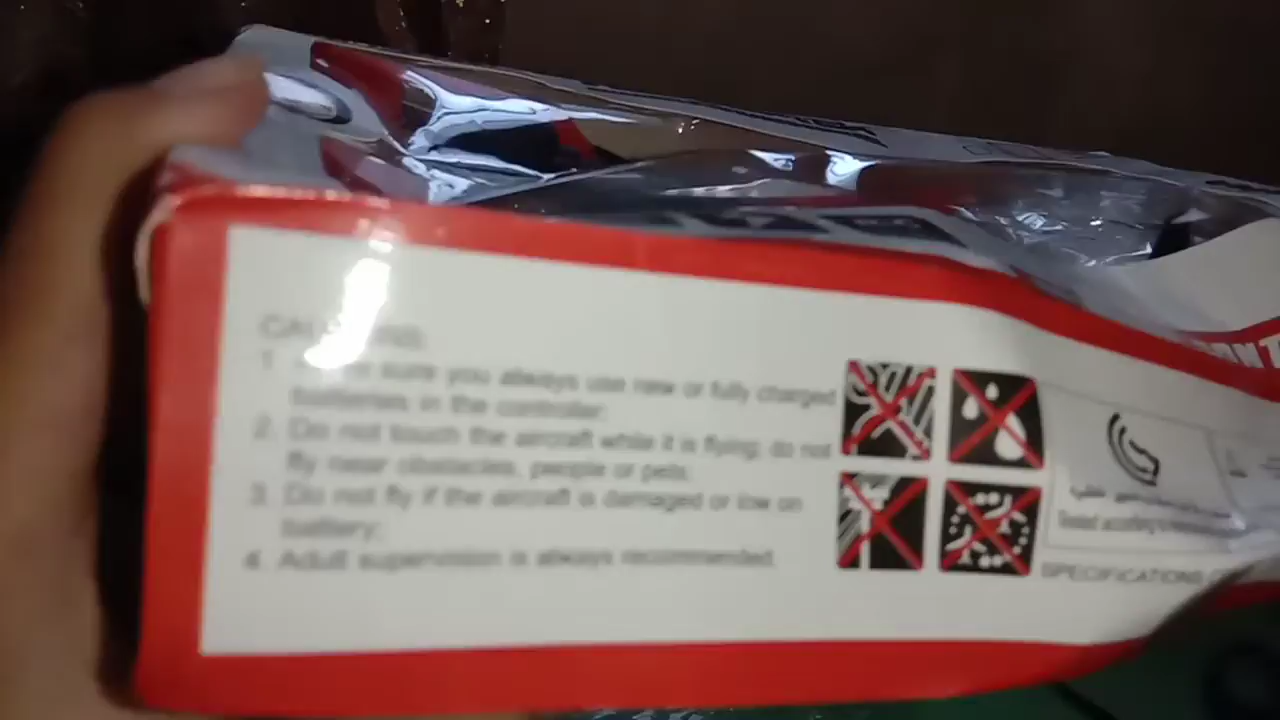 1. sure you always use new or fully charged
batteries in the controller;
2. Do not touch the aircraft while it is flying; do not
fly near obstacles, people or pets;
3. Do not fly if the aircraft is damaged or low on
battery;
4. Adult supervision is always recommended.
SPECIFICATIONS